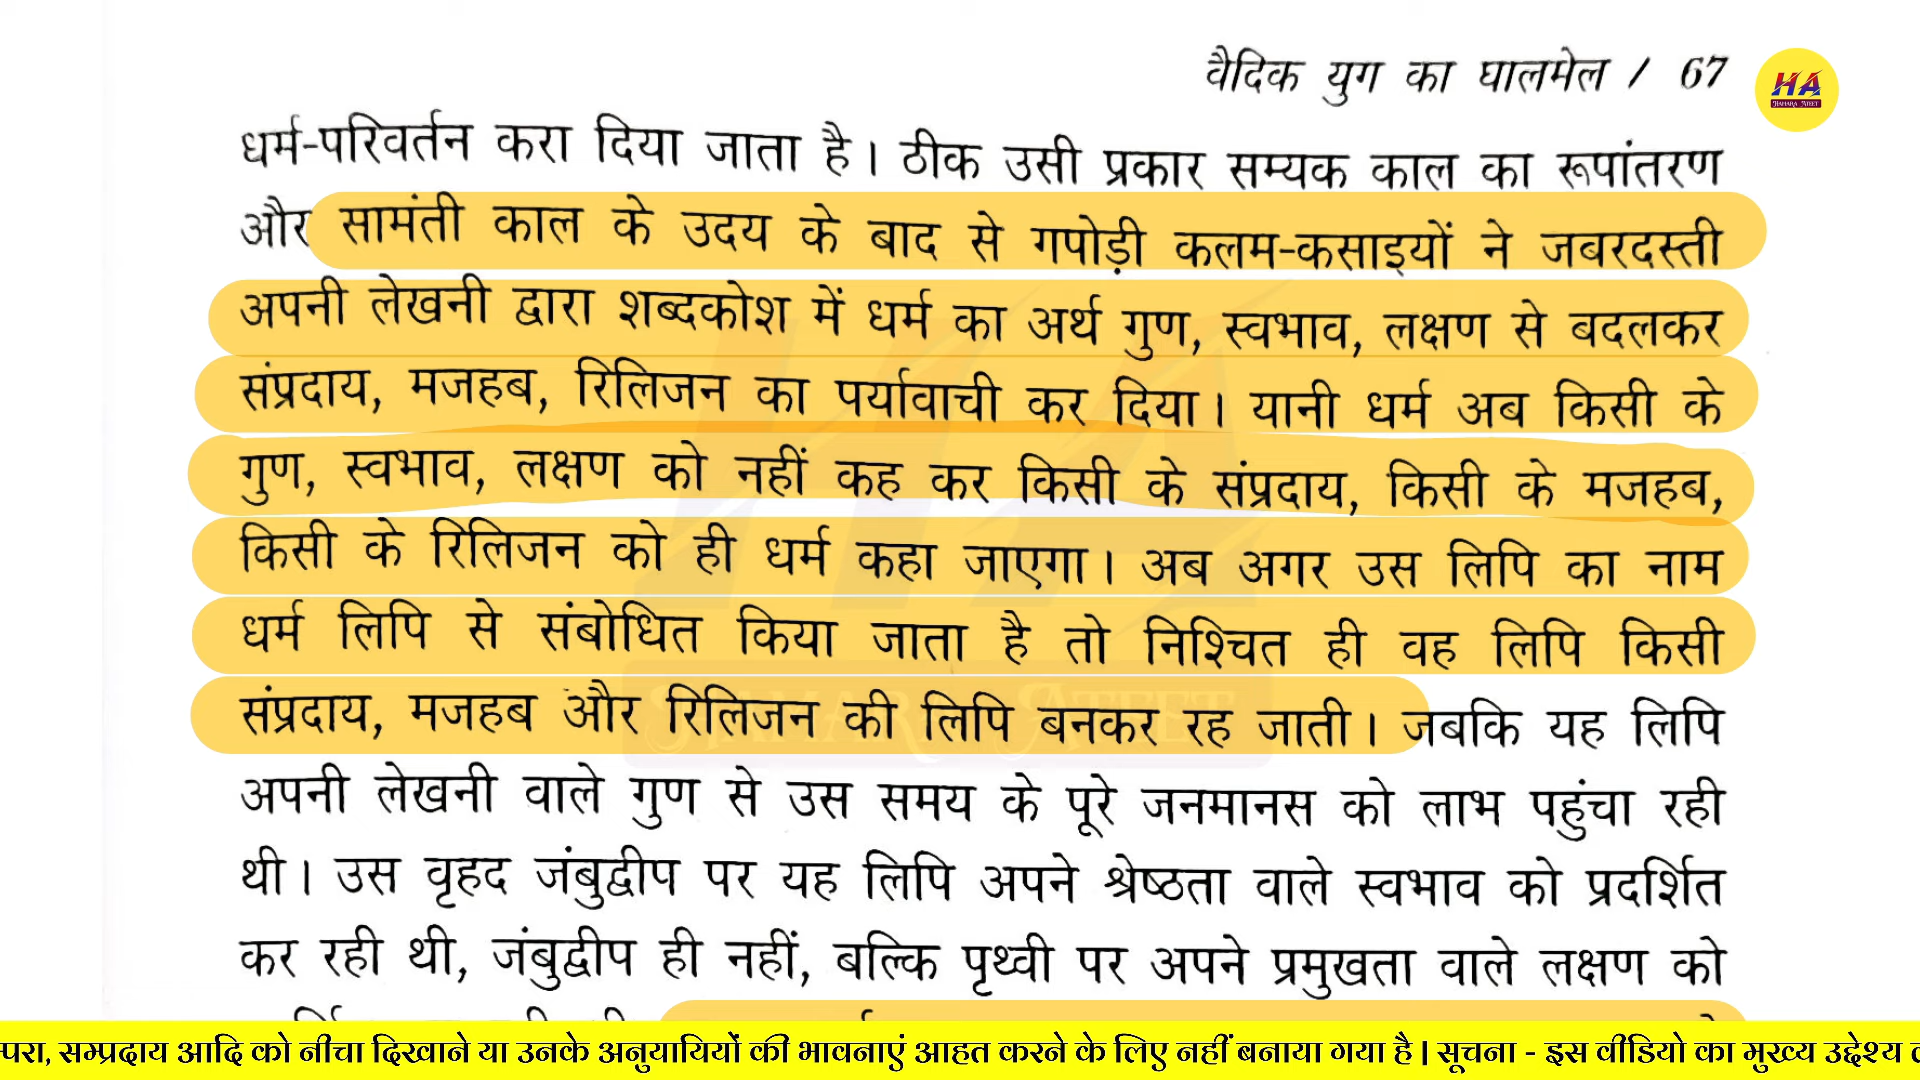 वैदिक युग का घालमेल / 67
HA
HAMARA ATEET
धर्म-परिवर्तन करा दिया जाता है। ठीक उसी प्रकार सम्यक काल का रूपांतरण
और सामंती काल के उदय के बाद से गपोड़ी कलम-कसाइयों ने जबरदस्ती
अपनी लेखनी द्वारा शब्दकोश में धर्म का अर्थ गुण, स्वभाव, लक्षण से बदलकर
संप्रदाय, मजहब, रिलिजन का पर्यावाची कर दिया। यानी धर्म अब किसी के
गुण, स्वभाव, लक्षण को नहीं कह कर किसी के संप्रदाय, किसी के मजहब,
किसी के रिलिजन को ही धर्म कहा जाएगा। अब अगर उस लिपि का नाम
धर्म लिपि से संबोधित किया जाता है तो निश्चित ही वह लिपि किसी
संप्रदाय, मजहब और रिलिजन की लिपि बनकर रह जाती। जबकि यह लिपि
अपनी लेखनी वाले गुण से उस समय के पूरे जनमानस को लाभ पहुंचा रही
थी। उस वृहद जंबुद्वीप पर यह लिपि अपने श्रेष्ठता वाले स्वभाव को प्रदर्शित
कर रही थी, जंबुद्वीप ही नहीं, बल्कि पृथ्वी पर अपने प्रमुखता वाले लक्षण को
सम्प्रदाय आदि को नीचा दिखाने या उनके अनुयायियों की भावनाएं आहत करने के लिए नहीं बनाया गया है | सूचना - इस वीडियो का मुख्य उद्देश्य